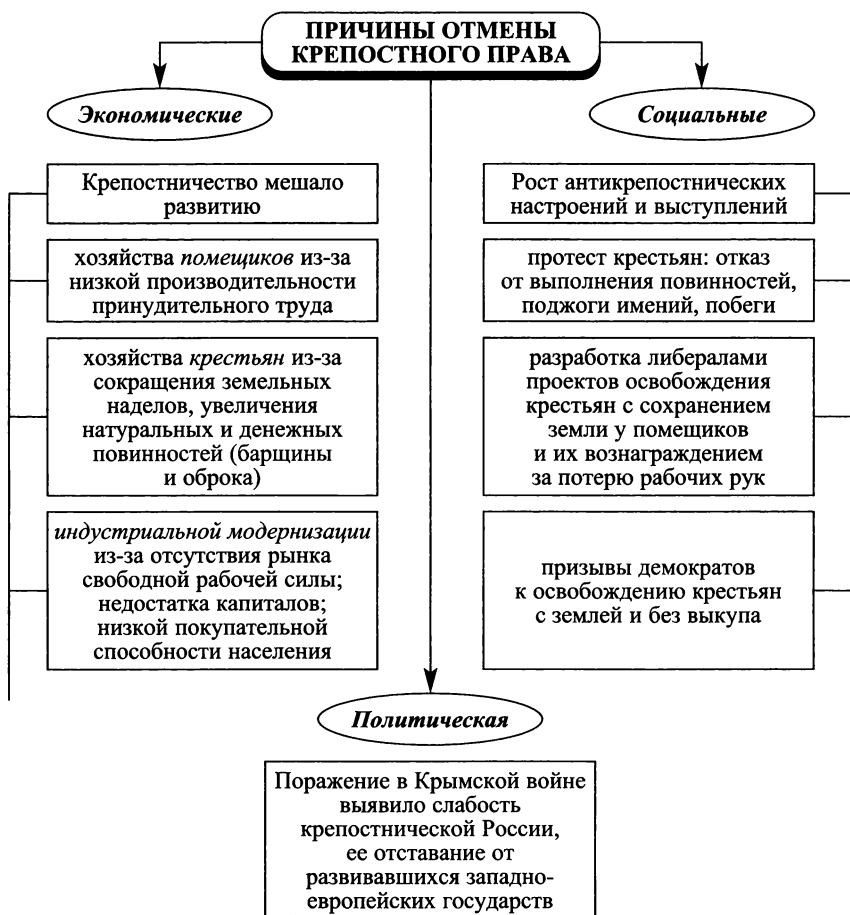 ПРИЧИНЫ ОТМЕНЫ
КРЕПОСТНОГО ПРАВА
Экономические
Крепостничество мешало
развитию
хозяйства помещиков из-за
низкой производительности
принудительного труда
хозяйства крестьян из-за
сокращения земельных
наделов, увеличения
натуральных и денежных
повинностей (барщины
и оброка)
индустриальной модернизации
из-за отсутствия рынка
свободной рабочей силы;
недостатка капиталов;
низкой покупательной
способности населения
Социальные
Рост антикрепостнических
настроений и выступлений
протест крестьян: отказ
от выполнения повинностей,
поджоги имений, побеги
разработка либералами
проектов освобождения
крестьян с сохранением
земли у помещиков
и их вознаграждением
за потерю рабочих рук
призывы демократов
к освобождению крестьян
с землей и без выкупа
Политическая
Поражение в Крымской войне
выявило слабость
крепостнической России,
ее отставание от
развивавшихся западно-
европейских государств